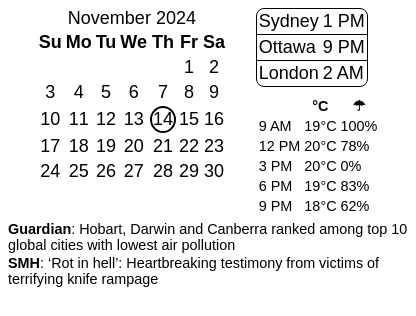 November 2024
Su Mo Tu We Th Fr Sa
1 2
3 4 5 6 7 8 9
10 11 12 13 14 15 16
17 18 19 20 21 22 23
24 25 26 27 28 29 30
Sydney 1 PM
Ottawa 9 PM
London 2 AM
°C ☂
9 AM 19°C 100%
12 PM 20°C 78%
3 PM 20°C 0%
6 PM 19°C 83%
9 PM 18°C 62%
Guardian: Hobart, Darwin and Canberra ranked among top 10
global cities with lowest air pollution
SMH: ‘Rot in hell’: Heartbreaking testimony from victims of
terrifying knife rampage